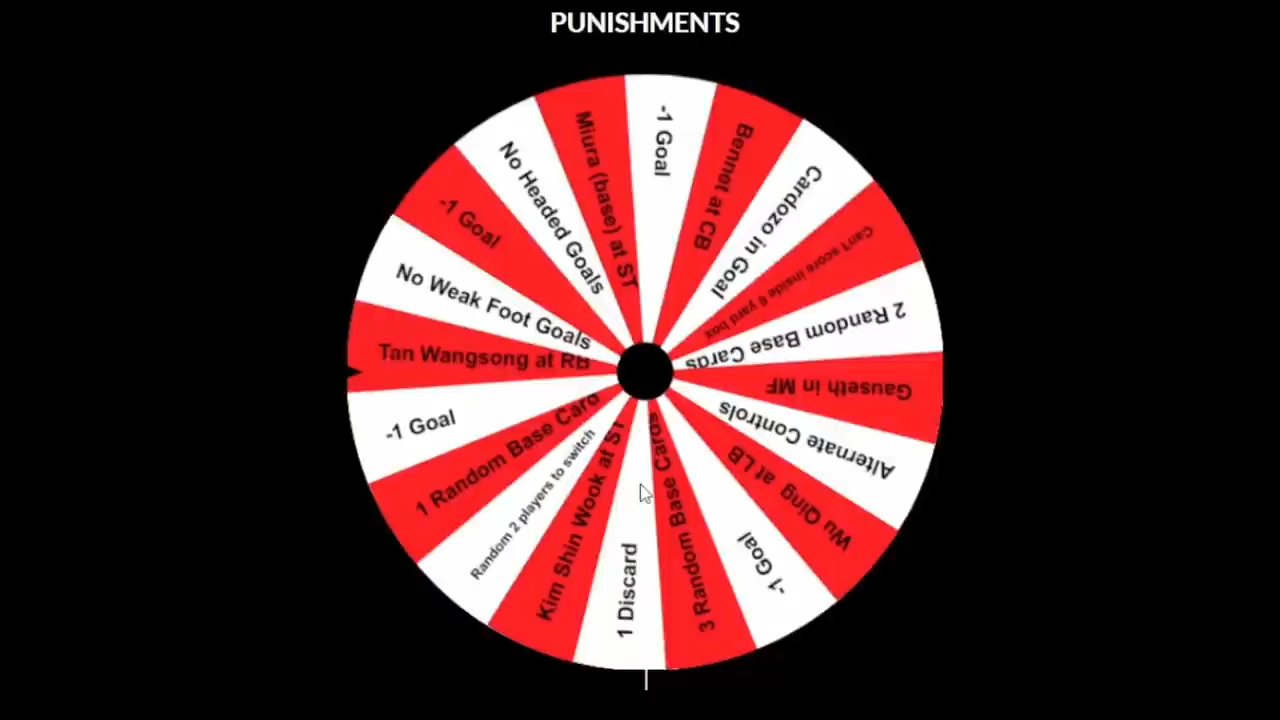 PUNISHMENTS
-1 Goal
Bennet at CB
Cardozo in Goal
Can't score inside 6 yard box
2 Random Base Cards
Gauseth in MF
Alternate Controls
Wu Qing at LB
-1 Goal
3 Random Base Cards
1 Discard
Kim Shin Wook at ST
Random 2 players to switch
1 Random Base Card
-1 Goal
Tan Wangsong at RB
No Weak Foot Goals
-1 Goal
No Headed Goals
Miura (base) at ST